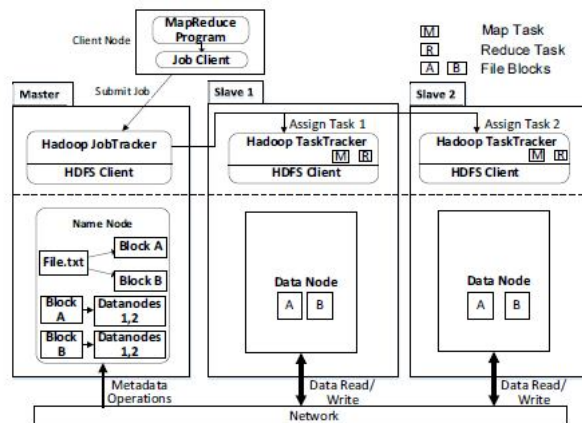 Client Node
MapReduce
Program
Job Client
M Map Task
R Reduce Task
A B File Blocks
Submit Job
Master
Hadoop JobTracker
HDFS Client
Name Node
File.txt
Block A
Block B
Block
A
Datanodes
1,2
Block
B
Datanodes
1,2
Metadata
Operations
Slave 1
Assign Task 1
Hadoop TaskTracker
M R
HDFS Client
Data Node
A B
Data Read/
Write
Slave 2
Assign Task 2
Hadoop TaskTracker
M R
HDFS Client
Data Node
A B
Data Read/
Write
Network